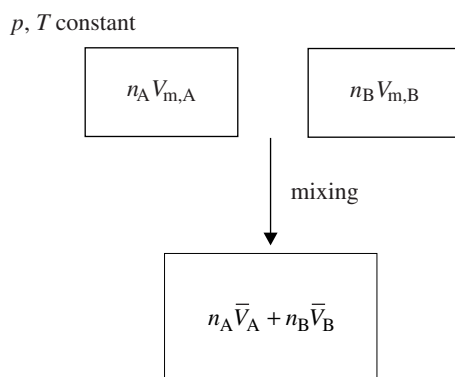 p, T constant
n_A V_m,A
n_B V_m,B
mixing
n_A V̅_A + n_B V̅_B